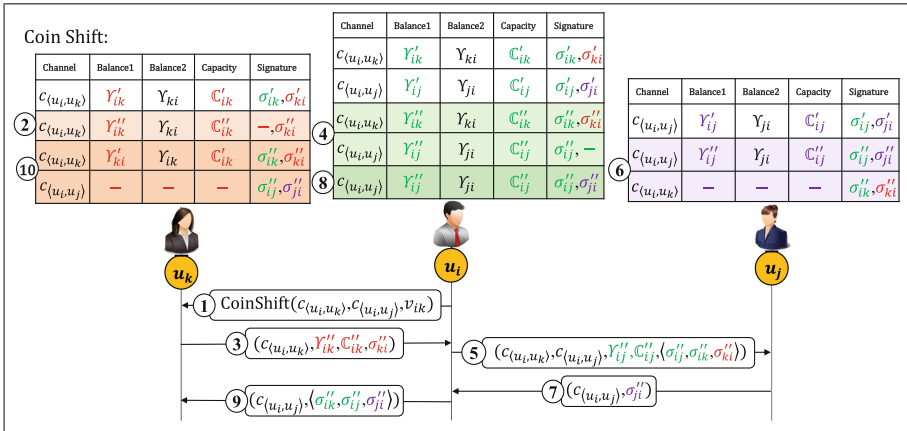 Coin Shift:
Channel Balance1 Balance2 Capacity Signature
c⟨uᵢ,uₖ⟩ ϒ′ᵢₖ ϒₖᵢ ℂ′ᵢₖ σ′ᵢₖ,σ′ₖᵢ
② c⟨uᵢ,uₖ⟩ ϒ″ᵢₖ ϒₖᵢ ℂ″ᵢₖ −,σ″ₖᵢ
⑩ c⟨uᵢ,uₖ⟩ ϒ′ₖᵢ ϒᵢₖ ℂ′ᵢₖ σ″ᵢₖ,σ″ₖᵢ
c⟨uᵢ,uⱼ⟩ − − − σ″ᵢⱼ,σ″ⱼᵢ
Channel Balance1 Balance2 Capacity Signature
c⟨uᵢ,uₖ⟩ ϒ′ᵢₖ ϒₖᵢ ℂ′ᵢₖ σ′ᵢₖ,σ′ₖᵢ
c⟨uᵢ,uⱼ⟩ ϒ′ᵢⱼ ϒⱼᵢ ℂ′ᵢⱼ σ′ᵢⱼ,σ′ⱼᵢ
④ c⟨uᵢ,uₖ⟩ ϒ″ᵢₖ ϒₖᵢ ℂ″ᵢₖ σ″ᵢₖ,σ″ₖᵢ
c⟨uᵢ,uⱼ⟩ ϒ″ᵢⱼ ϒⱼᵢ ℂ″ᵢⱼ σ″ᵢⱼ,−
⑧ c⟨uᵢ,uⱼ⟩ ϒ″ᵢⱼ ϒⱼᵢ ℂ″ᵢⱼ σ″ᵢⱼ,σ″ⱼᵢ
Channel Balance1 Balance2 Capacity Signature
c⟨uᵢ,uⱼ⟩ ϒ′ᵢⱼ ϒⱼᵢ ℂ′ᵢⱼ σ′ᵢⱼ,σ′ⱼᵢ
⑥ c⟨uᵢ,uⱼ⟩ ϒ″ᵢⱼ ϒⱼᵢ ℂ″ᵢⱼ σ″ᵢⱼ,σ″ⱼᵢ
c⟨uᵢ,uₖ⟩ − − − σ″ᵢₖ,σ″ₖᵢ
uₖ uᵢ uⱼ
① CoinShift(c⟨uᵢ,uₖ⟩,c⟨uᵢ,uⱼ⟩,vᵢₖ)
③ (c⟨uᵢ,uₖ⟩,ϒ″ᵢₖ,ℂ″ᵢₖ,σ″ₖᵢ)
⑤ (c⟨uᵢ,uₖ⟩,c⟨uᵢ,uⱼ⟩,ϒ″ᵢⱼ,ℂ″ᵢⱼ,⟨σ″ᵢⱼ,σ″ᵢₖ,σ″ₖᵢ⟩)
⑦ (c⟨uᵢ,uⱼ⟩,σ″ⱼᵢ)
⑨ (c⟨uᵢ,uⱼ⟩,⟨σ″ᵢₖ,σ″ᵢⱼ,σ″ⱼᵢ⟩)